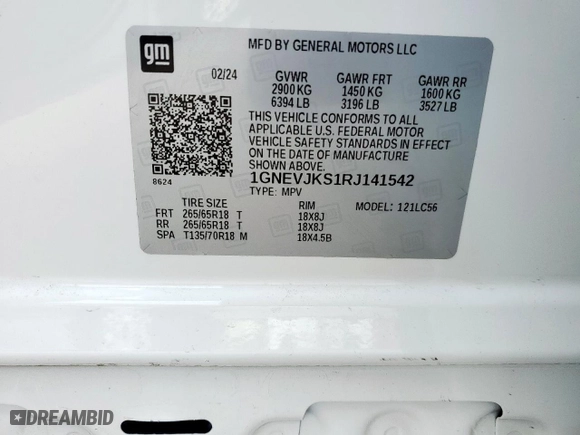 gm
MFD BY GENERAL MOTORS LLC
02/24 GVWR GAWR FRT GAWR RR
2900 KG 1450 KG 1600 KG
6394 LB 3196 LB 3527 LB
THIS VEHICLE CONFORMS TO ALL
APPLICABLE U.S. FEDERAL MOTOR
VEHICLE SAFETY STANDARDS IN EFFECT
ON THE DATE OF MANUFACTURE
SHOWN ABOVE.
8624
1GNEVJKS1RJ141542
TYPE: MPV
TIRE SIZE RIM MODEL: 121LC56
FRT 265/65R18 T 18X8J
RR 265/65R18 T 18X8J
SPA T135/70R18 M 18X4.5B
DREAMBID